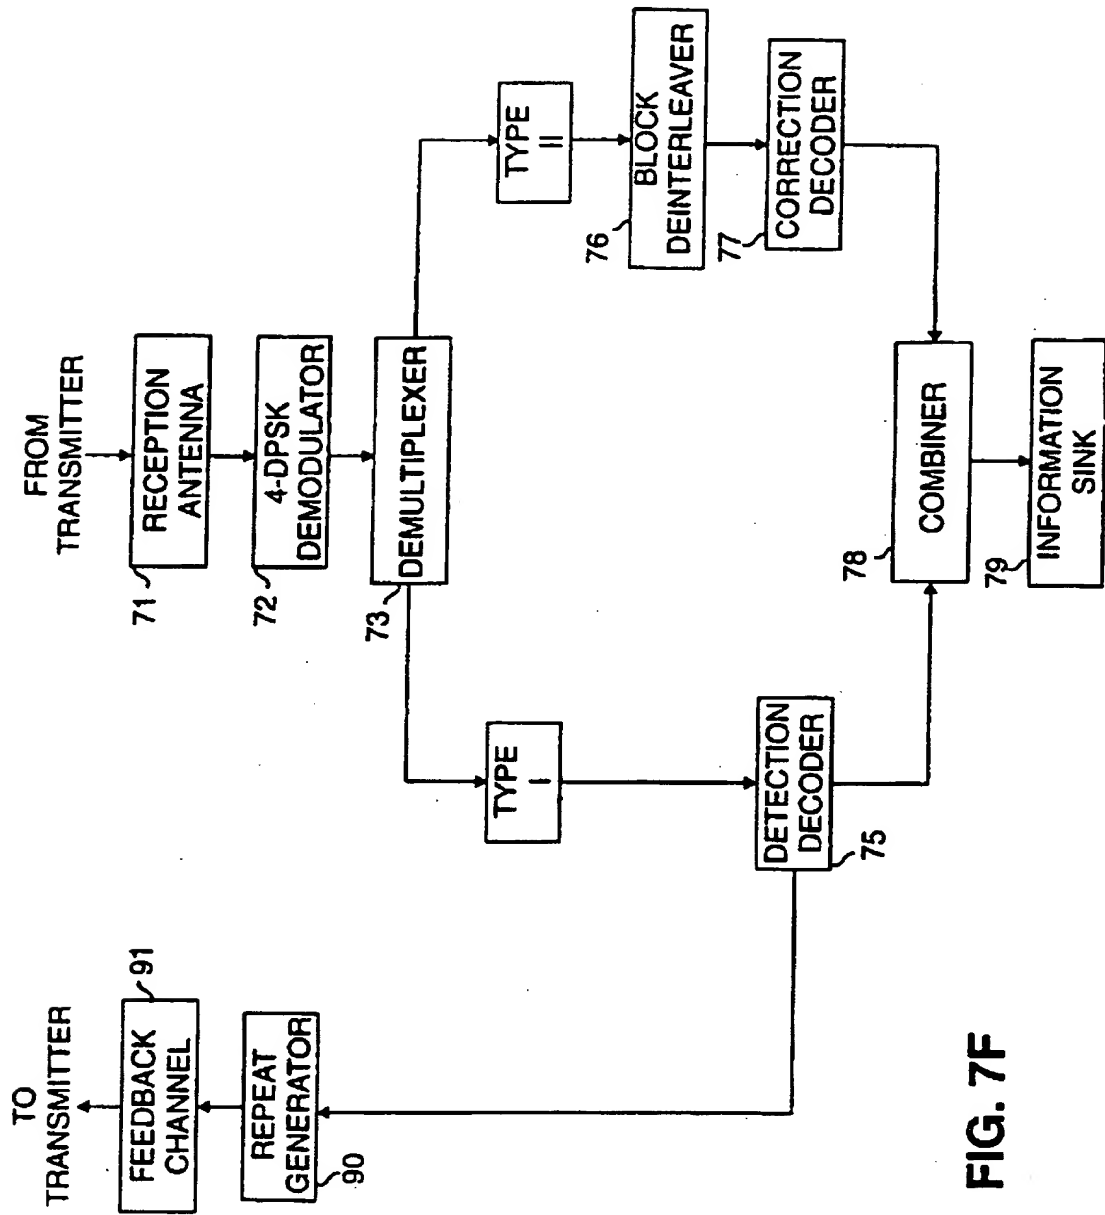 FROM
TRANSMITTER
RECEPTION
ANTENNA
71
4-DPSK
DEMODULATOR
72
DEMULTIPLEXER
73
TYPE
I
DETECTION
DECODER
75
TYPE
II
BLOCK
DEINTERLEAVER
76
CORRECTION
DECODER
77
COMBINER
78
INFORMATION
SINK
79
TO
TRANSMITTER
FEEDBACK
CHANNEL
91
REPEAT
GENERATOR
90
FIG. 7F